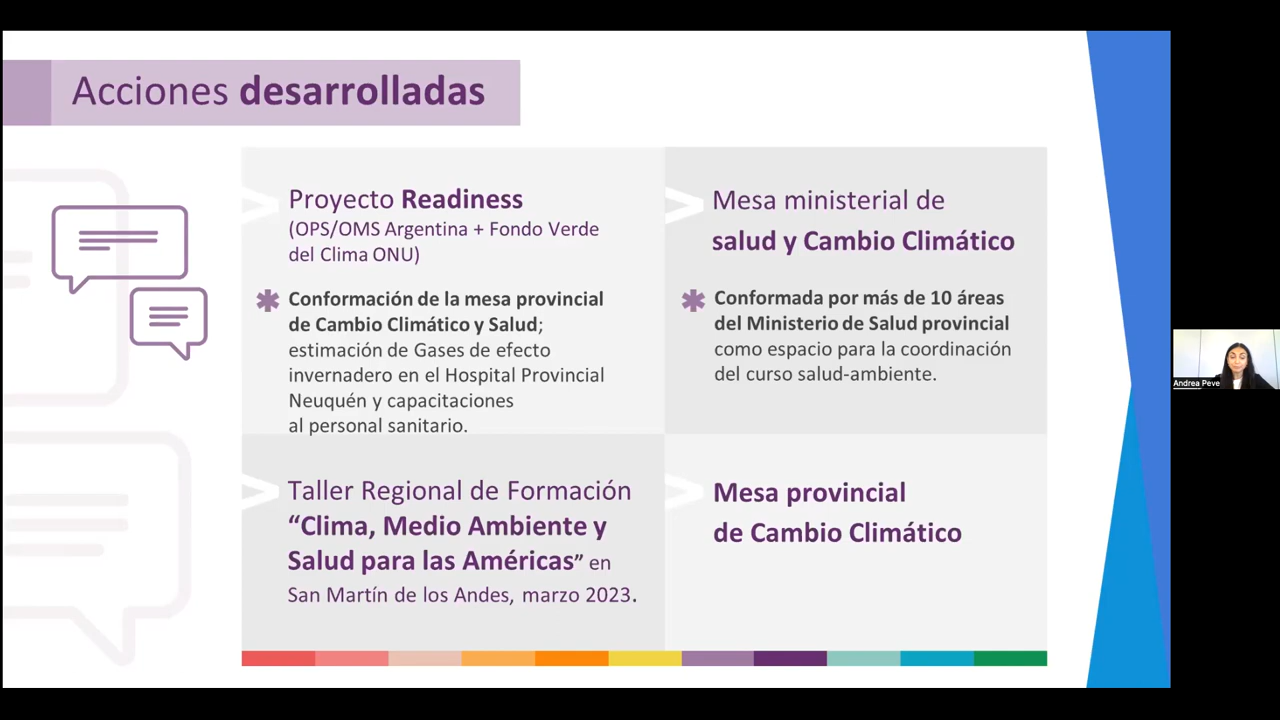 Acciones desarrolladas
Proyecto Readiness
(OPS/OMS Argentina + Fondo Verde
del Clima ONU)
Conformación de la mesa provincial
de Cambio Climático y Salud;
estimación de Gases de efecto
invernadero en el Hospital Provincial
Neuquén y capacitaciones
al personal sanitario.
Mesa ministerial de
salud y Cambio Climático
Conformada por más de 10 áreas
del Ministerio de Salud provincial
como espacio para la coordinación
del curso salud-ambiente.
Taller Regional de Formación
“Clima, Medio Ambiente y
Salud para las Américas” en
San Martín de los Andes, marzo 2023.
Mesa provincial
de Cambio Climático
Andrea Peve